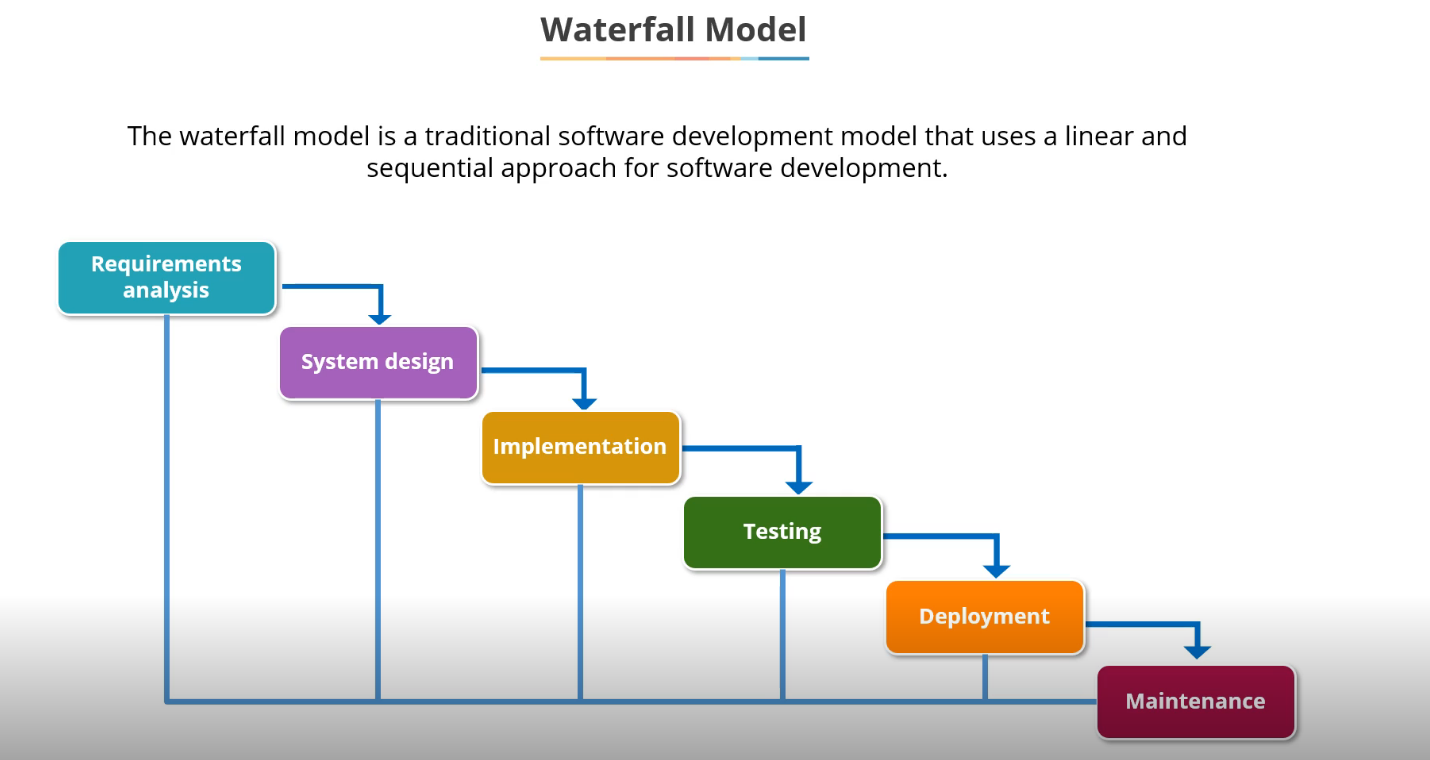 Waterfall Model
The waterfall model is a traditional software development model that uses a linear and
sequential approach for software development.
Requirements
analysis
System design
Implementation
Testing
Deployment
Maintenance